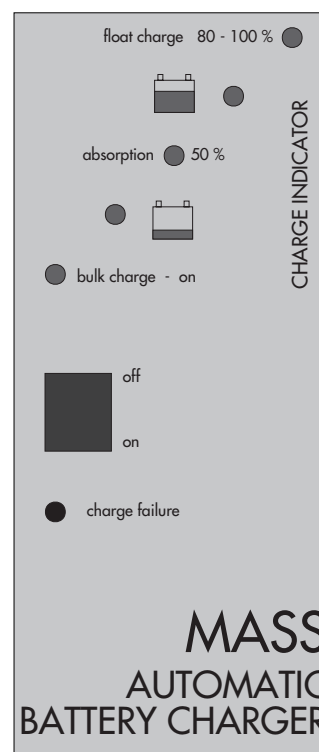 float charge 80 - 100 %
absorption 50 %
CHARGE INDICATOR
bulk charge - on
off
on
charge failure
MASS
AUTOMATIC
BATTERY CHARGER